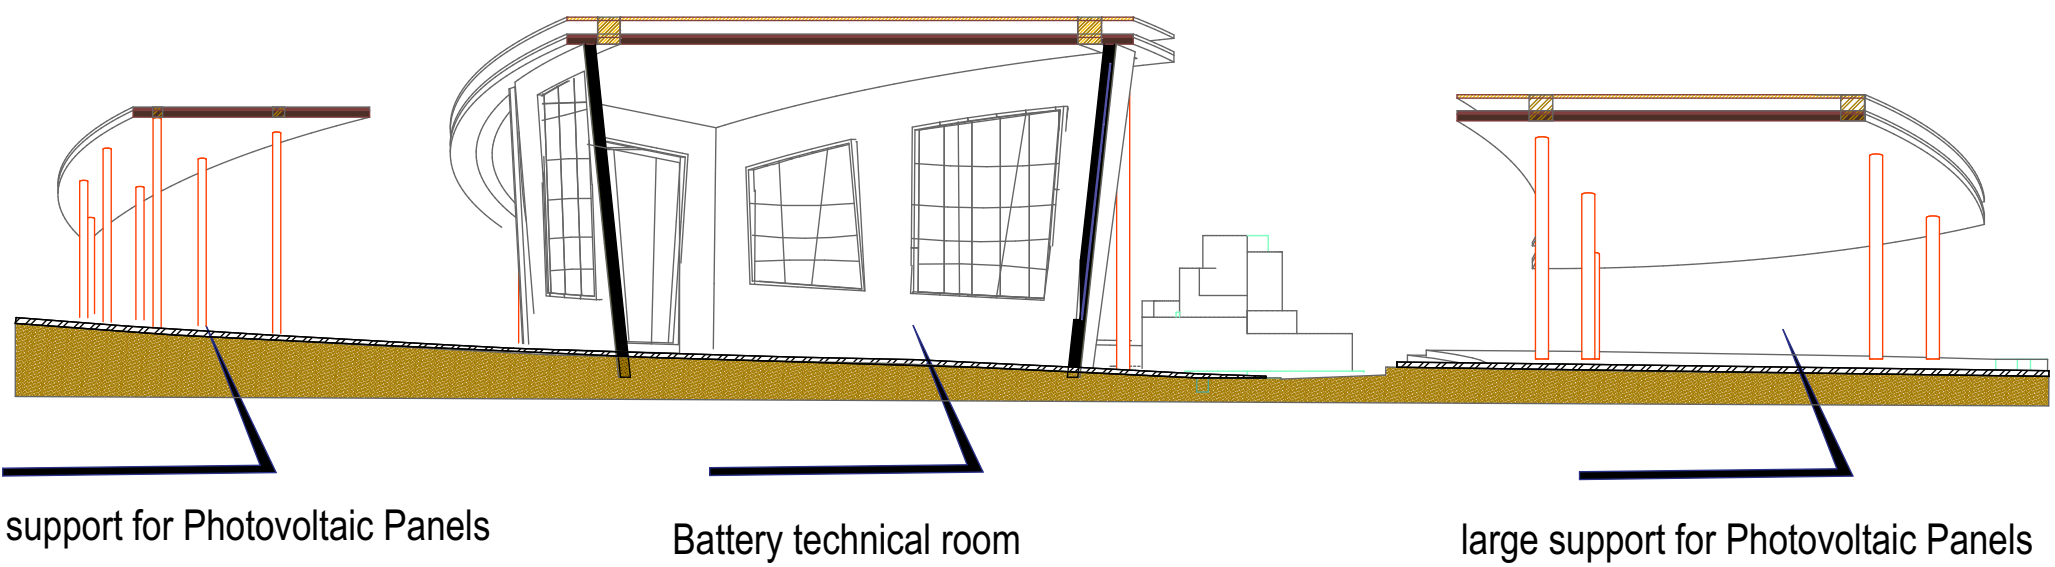 support for Photovoltaic Panels
Battery technical room
large support for Photovoltaic Panels